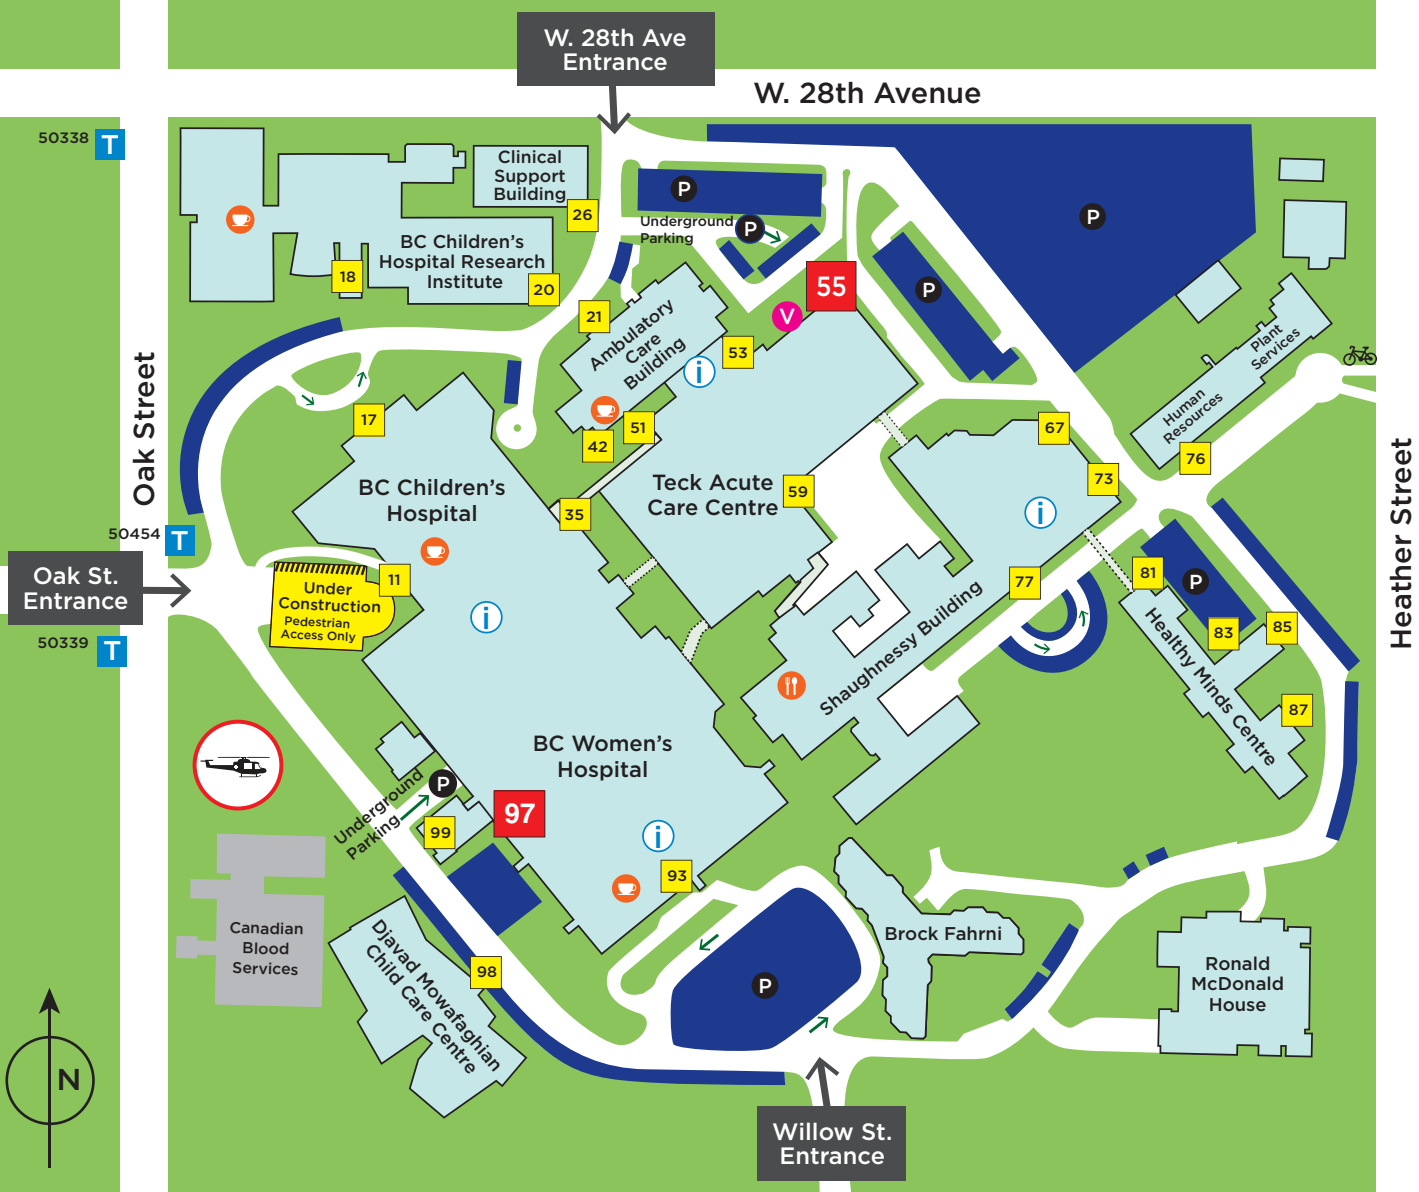 W. 28th Ave
Entrance
W. 28th Avenue
50338
T
Clinical
Support
Building
26
P
Underground
Parking
P
P
BC Children's
Hospital Research
Institute
18
20
55
P
V
21
Ambulatory
Care
Building
53
i
Plant
Services
Human
Resources
Oak Street
17
42
51
67
73
76
Heather Street
BC Children's
Hospital
35
Teck Acute
Care Centre
59
i
50454
T
Oak St.
Entrance
Under
Construction
Pedestrian
Access Only
11
i
77
81
P
83
85
50339
T
Shaughnessy Building
Healthy Minds Centre
87
BC Women's
Hospital
Underground
Parking
P
97
99
i
93
Canadian
Blood
Services
Djavad Mowafaghian
Child Care Centre
98
P
Brock Fahrni
Ronald
McDonald
House
N
Willow St.
Entrance